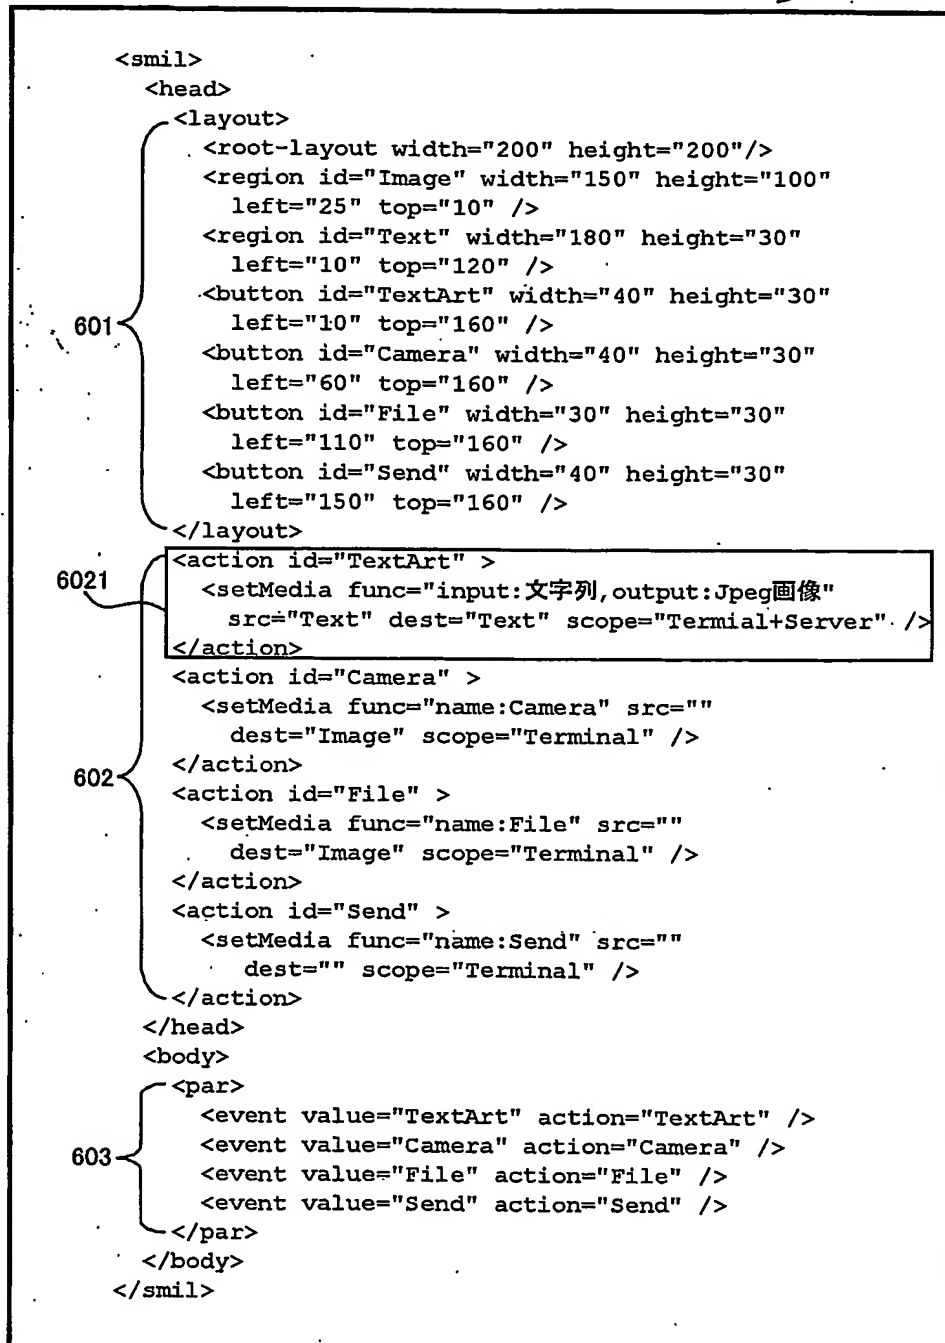 <smil>
<head>
<layout>
<root-layout width="200" height="200"/>
<region id="Image" width="150" height="100"
left="25" top="10" />
<region id="Text" width="180" height="30"
left="10" top="120" />
<button id="TextArt" width="40" height="30"
left="10" top="160" />
601
<button id="Camera" width="40" height="30"
left="60" top="160" />
<button id="File" width="30" height="30"
left="110" top="160" />
<button id="Send" width="40" height="30"
left="150" top="160" />
</layout>
<action id="TextArt" >
6021
<setMedia func="input:文字列,output:Jpeg画像"
src="Text" dest="Text" scope="Termial+Server" />
</action>
<action id="Camera" >
<setMedia func="name:Camera" src=""
dest="Image" scope="Terminal" />
</action>
602
<action id="File" >
<setMedia func="name:File" src=""
dest="Image" scope="Terminal" />
</action>
<action id="Send" >
<setMedia func="name:Send" src=""
dest="" scope="Terminal" />
</action>
</head>
<body>
<par>
<event value="TextArt" action="TextArt" />
<event value="Camera" action="Camera" />
603
<event value="File" action="File" />
<event value="Send" action="Send" />
</par>
</body>
</smil>